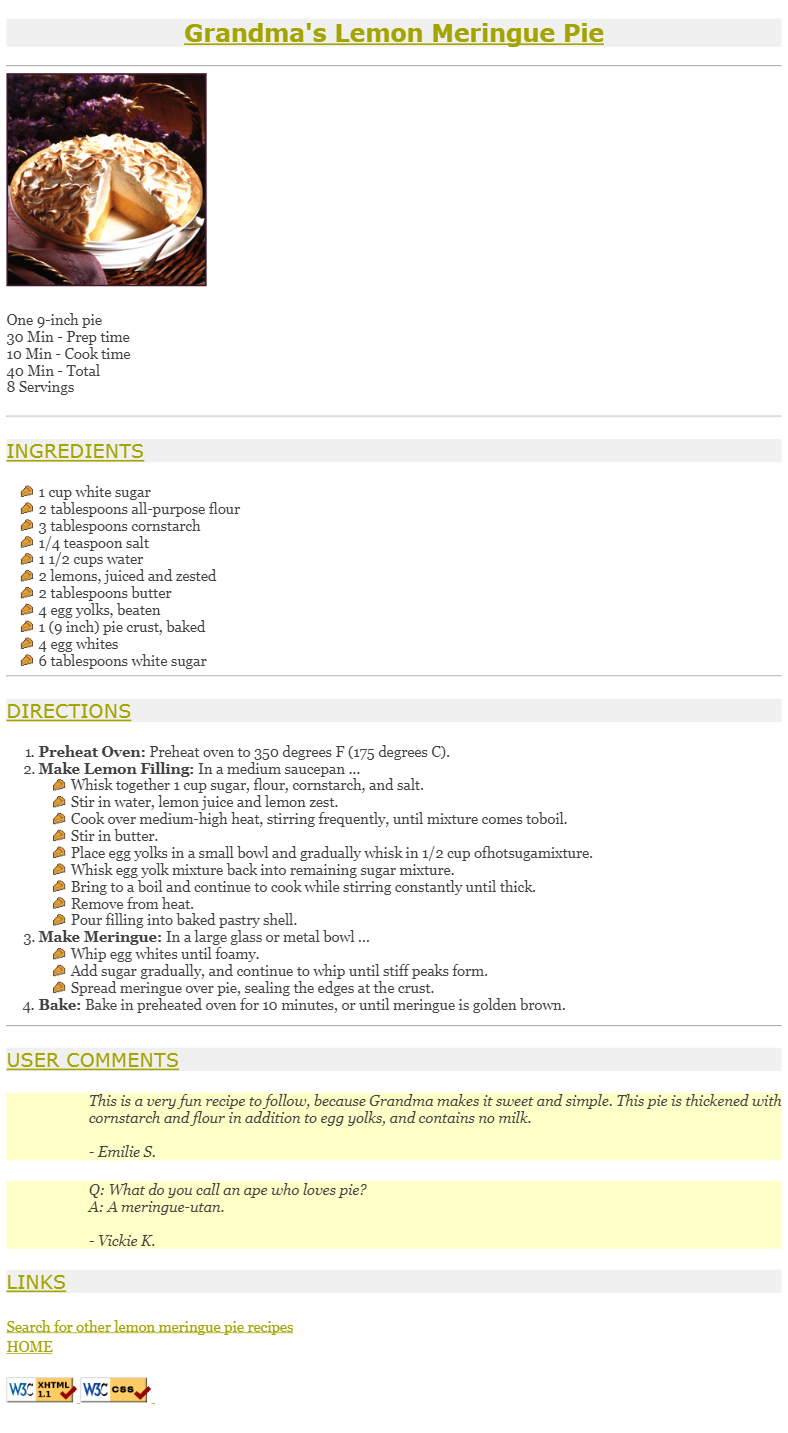 Grandma's Lemon Meringue Pie
One 9-inch pie
30 Min - Prep time
10 Min - Cook time
40 Min - Total
8 Servings
INGREDIENTS
1 cup white sugar
2 tablespoons all-purpose flour
3 tablespoons cornstarch
1/4 teaspoon salt
1 1/2 cups water
2 lemons, juiced and zested
2 tablespoons butter
4 egg yolks, beaten
1 (9 inch) pie crust, baked
4 egg whites
6 tablespoons white sugar
DIRECTIONS
1. Preheat Oven: Preheat oven to 350 degrees F (175 degrees C).
2. Make Lemon Filling: In a medium saucepan ...
Whisk together 1 cup sugar, flour, cornstarch, and salt.
Stir in water, lemon juice and lemon zest.
Cook over medium-high heat, stirring frequently, until mixture comes toboil.
Stir in butter.
Place egg yolks in a small bowl and gradually whisk in 1/2 cup ofhotsugamixture.
Whisk egg yolk mixture back into remaining sugar mixture.
Bring to a boil and continue to cook while stirring constantly until thick.
Remove from heat.
Pour filling into baked pastry shell.
3. Make Meringue: In a large glass or metal bowl ...
Whip egg whites until foamy.
Add sugar gradually, and continue to whip until stiff peaks form.
Spread meringue over pie, sealing the edges at the crust.
4. Bake: Bake in preheated oven for 10 minutes, or until meringue is golden brown.
USER COMMENTS
This is a very fun recipe to follow, because Grandma makes it sweet and simple. This pie is thickened with
cornstarch and flour in addition to egg yolks, and contains no milk.
- Emilie S.
Q: What do you call an ape who loves pie?
A: A meringue-utan.
- Vickie K.
LINKS
Search for other lemon meringue pie recipes
HOME
W3C XHTML 1.1 W3C css